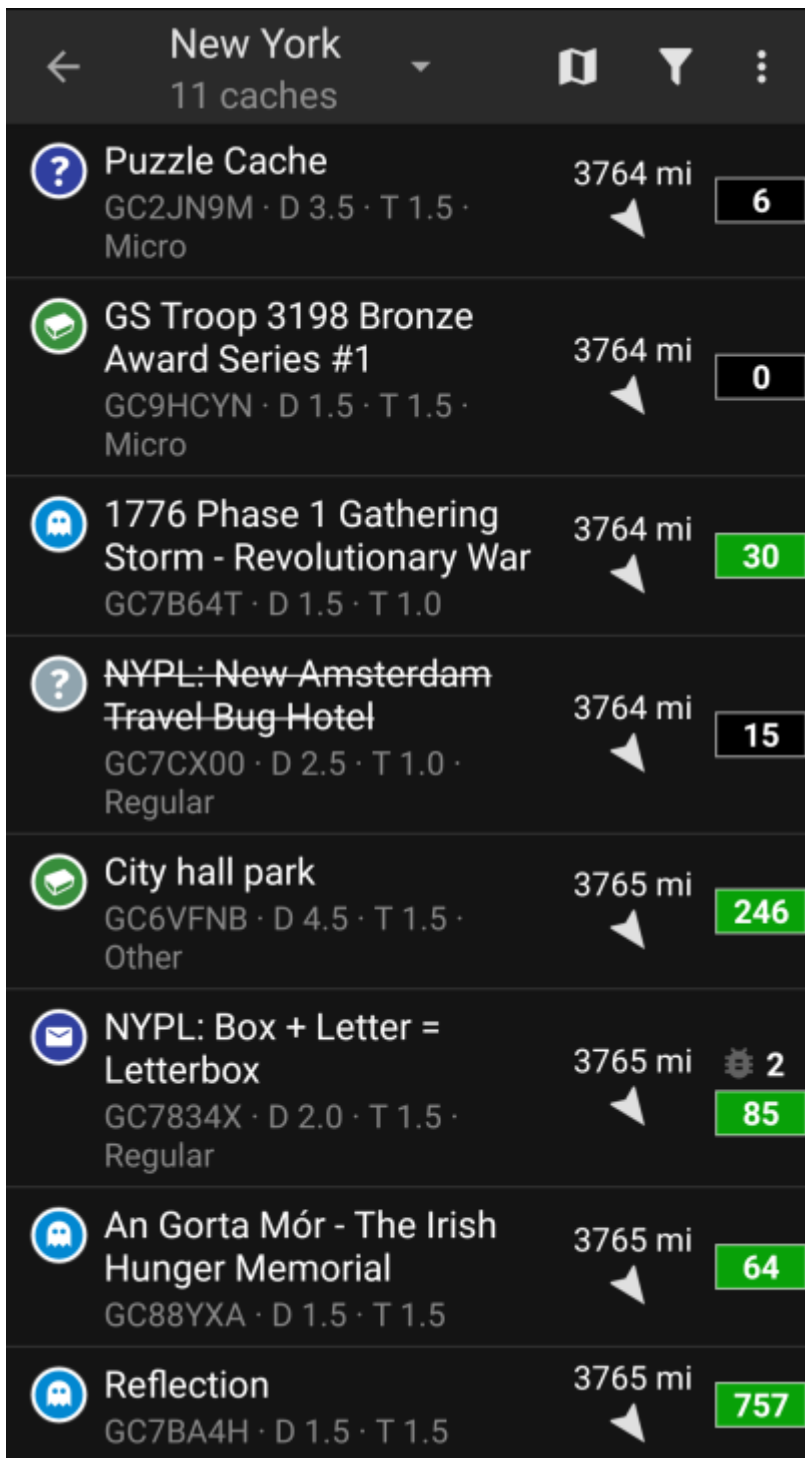 New York
11 caches
?
Puzzle Cache
3764 mi
6
GC2JN9M · D 3.5 · T 1.5 ·
Micro
GS Troop 3198 Bronze
Award Series #1
3764 mi
0
GC9HCYN · D 1.5 · T 1.5 ·
Micro
1776 Phase 1 Gathering
Storm - Revolutionary War
3764 mi
30
GC7B64T · D 1.5 · T 1.0
?
NYPL: New Amsterdam
Travel Bug Hotel
3764 mi
15
GC7CX00 · D 2.5 · T 1.0 ·
Regular
City hall park
3765 mi
246
GC6VFNB · D 4.5 · T 1.5 ·
Other
NYPL: Box + Letter =
Letterbox
3765 mi
2
85
GC7834X · D 2.0 · T 1.5 ·
Regular
An Gorta Mór - The Irish
Hunger Memorial
3765 mi
64
GC88YXA · D 1.5 · T 1.5
Reflection
3765 mi
757
GC7BA4H · D 1.5 · T 1.5